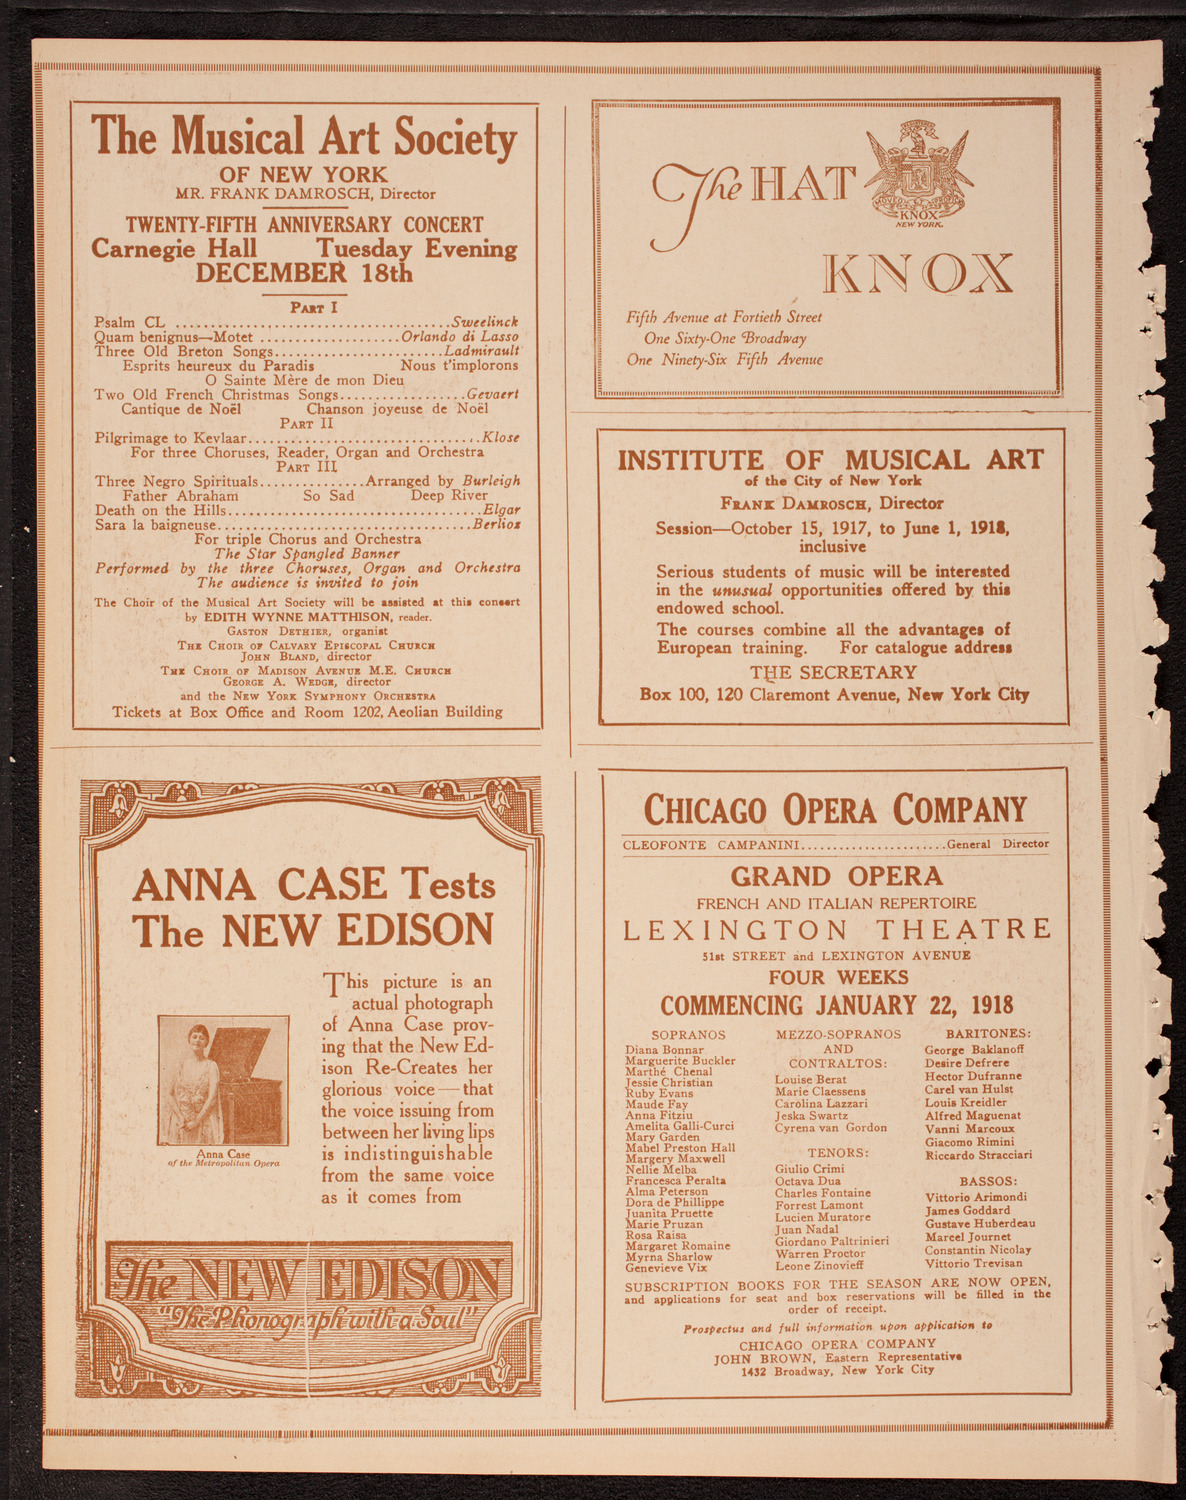 The Musical Art Society
OF NEW YORK
MR. FRANK DAMROSCH, Director
TWENTY-FIFTH ANNIVERSARY CONCERT
Carnegie Hall Tuesday Evening
DECEMBER 18th
PART I
Psalm CL ....................................Sweelinck
Quam benignus—Motet ....................Orlando di Lasso
Three Old Breton Songs........................Ladmirault
Esprits heureux du Paradis Nous t'implorons
O Sainte Mère de mon Dieu
Two Old French Christmas Songs..................Gevaert
Cantique de Noël Chanson joyeuse de Noël
PART II
Pilgrimage to Kevlaar..............................Klose
For three Choruses, Reader, Organ and Orchestra
PART III
Three Negro Spirituals...............Arranged by Burleigh
Father Abraham So Sad Deep River
Death on the Hills....................................Elgar
Sara la baigneuse....................................Berlioz
For triple Chorus and Orchestra
The Star Spangled Banner
Performed by the three Choruses, Organ and Orchestra
The audience is invited to join
The Choir of the Musical Art Society will be assisted at this concert
by EDITH WYNNE MATTHISON, reader.
GASTON DETHIER, organist
THE CHOIR OF CALVARY EPISCOPAL CHURCH
JOHN BLAND, director
THE CHOIR OF MADISON AVENUE M.E. CHURCH
GEORGE A. WEDGE, director
and the NEW YORK SYMPHONY ORCHESTRA
Tickets at Box Office and Room 1202, Aeolian Building
The HAT
KNOX
NEW YORK.
KNOX
Fifth Avenue at Fortieth Street
One Sixty-One Broadway
One Ninety-Six Fifth Avenue
INSTITUTE OF MUSICAL ART
of the City of New York
FRANK DAMROSCH, Director
Session—October 15, 1917, to June 1, 1918,
inclusive
Serious students of music will be interested
in the unusual opportunities offered by this
endowed school.
The courses combine all the advantages of
European training. For catalogue address
THE SECRETARY
Box 100, 120 Claremont Avenue, New York City
ANNA CASE Tests
The NEW EDISON
This picture is an
actual photograph
of Anna Case prov-
ing that the New Ed-
ison Re-Creates her
glorious voice—that
the voice issuing from
between her living lips
is indistinguishable
from the same voice
as it comes from
Anna Case
of the Metropolitan Opera
The NEW EDISON
"The Phonograph with a Soul"
CHICAGO OPERA COMPANY
CLEOFONTE CAMPANINI.......................General Director
GRAND OPERA
FRENCH AND ITALIAN REPERTOIRE
LEXINGTON THEATRE
51st STREET and LEXINGTON AVENUE
FOUR WEEKS
COMMENCING JANUARY 22, 1918
SOPRANOS
Diana Bonnar
Marguerite Buckler
Marthé Chenal
Jessie Christian
Ruby Evans
Maude Fay
Anna Fitziu
Amelita Galli-Curci
Mary Garden
Mabel Preston Hall
Margery Maxwell
Nellie Melba
Francesca Peralta
Alma Peterson
Dora de Phillippe
Juanita Pruette
Marie Pruzan
Rosa Raisa
Margaret Romaine
Myrna Sharlow
Genevieve Vix
MEZZO-SOPRANOS
AND
CONTRALTOS:
Louise Berat
Marie Claessens
Carolina Lazzari
Jeska Swartz
Cyrena van Gordon
TENORS:
Giulio Crimi
Octava Dua
Charles Fontaine
Forrest Lamont
Lucien Muratore
Juan Nadal
Giordano Paltrinieri
Warren Proctor
Leone Zinovieff
BARITONES:
George Baklanoff
Desire Defrere
Hector Dufranne
Carel van Hulst
Louis Kreidler
Alfred Maguenat
Vanni Marcoux
Giacomo Rimini
Riccardo Stracciari
BASSOS:
Vittorio Arimondi
James Goddard
Gustave Huberdeau
Marcel Journet
Constantin Nicolay
Vittorio Trevisan
SUBSCRIPTION BOOKS FOR THE SEASON ARE NOW OPEN,
and applications for seat and box reservations will be filled in the
order of receipt.
Prospectus and full information upon application to
CHICAGO OPERA COMPANY
JOHN BROWN, Eastern Representative
1432 Broadway, New York City